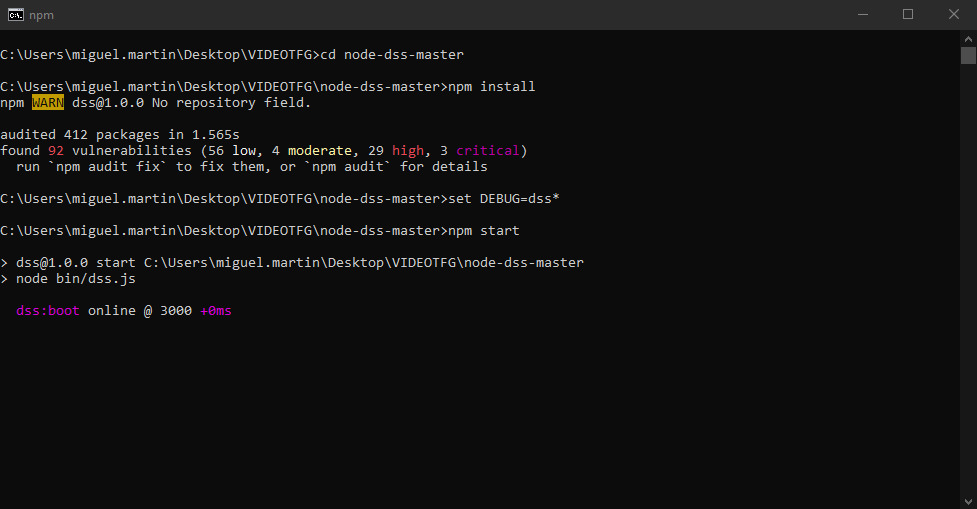 npm
C:\Users\miguel.martin\Desktop\VIDEOTFG>cd node-dss-master
C:\Users\miguel.martin\Desktop\VIDEOTFG\node-dss-master>npm install
npm WARN dss@1.0.0 No repository field.
audited 412 packages in 1.565s
found 92 vulnerabilities (56 low, 4 moderate, 29 high, 3 critical)
  run `npm audit fix` to fix them, or `npm audit` for details
C:\Users\miguel.martin\Desktop\VIDEOTFG\node-dss-master>set DEBUG=dss*
C:\Users\miguel.martin\Desktop\VIDEOTFG\node-dss-master>npm start
> dss@1.0.0 start C:\Users\miguel.martin\Desktop\VIDEOTFG\node-dss-master
> node bin/dss.js
  dss:boot online @ 3000 +0ms